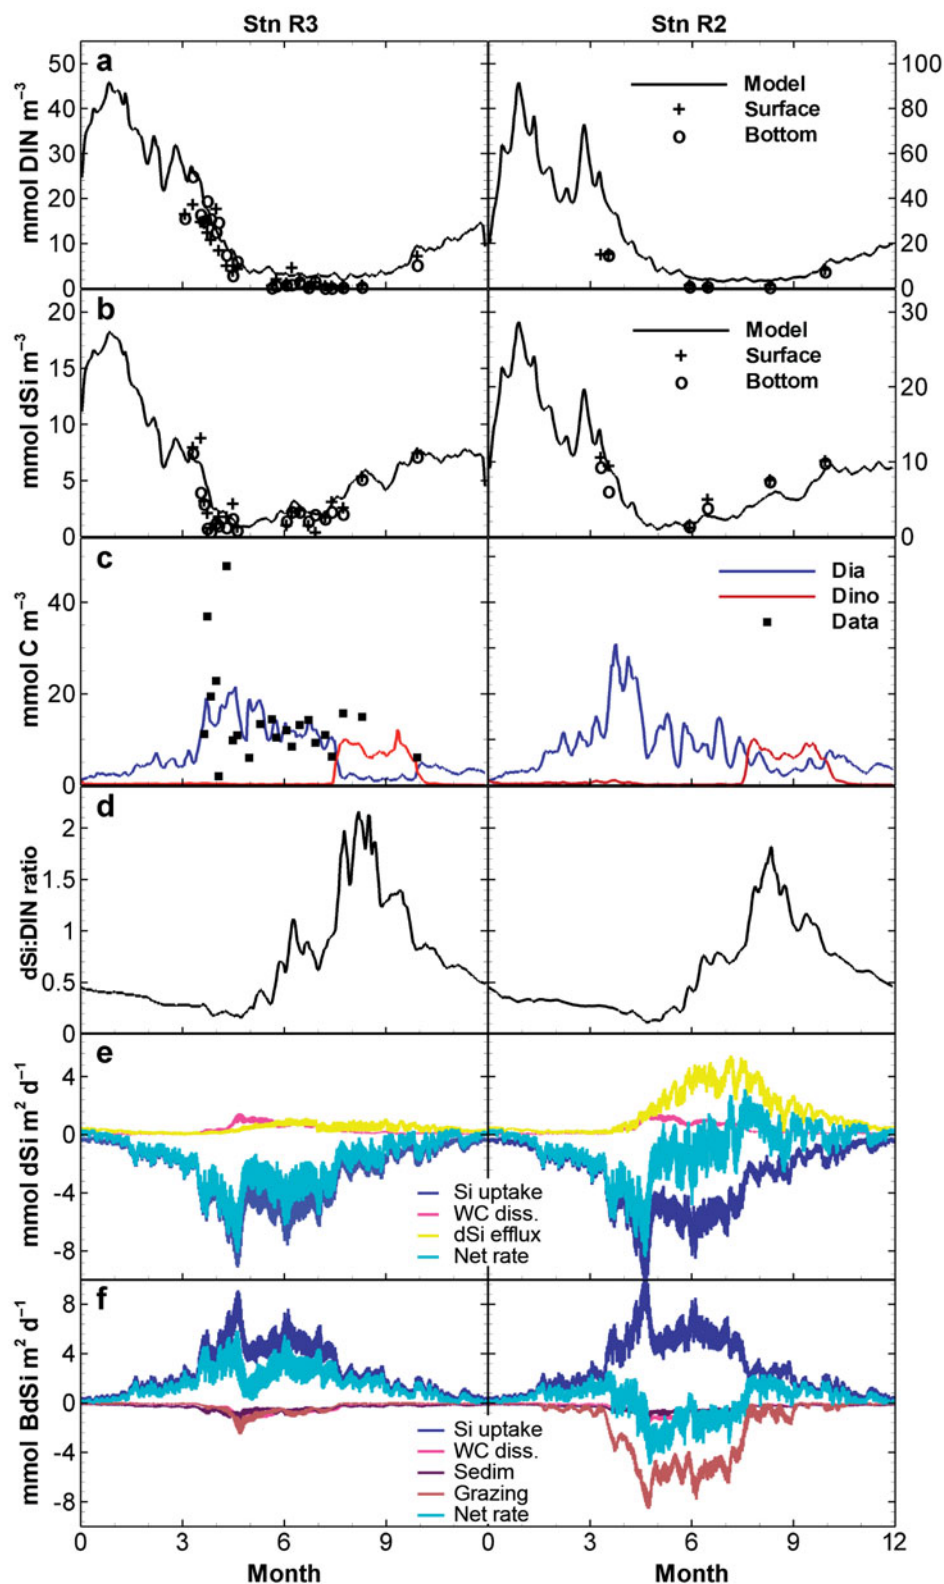 Stn R3
Stn R2
a
mmol DIN m⁻³
50
40
30
20
10
0
Model
Surface
Bottom
100
80
60
40
20
0
b
mmol dSi m⁻³
20
15
10
5
0
Model
Surface
Bottom
30
20
10
0
c
mmol C m⁻³
40
20
0
Dia
Dino
Data
d
dSi:DIN ratio
2
1.5
1
0.5
0
e
mmol dSi m² d⁻¹
4
0
-4
-8
Si uptake
WC diss.
dSi efflux
Net rate
f
mmol BdSi m² d⁻¹
8
4
0
-4
-8
Si uptake
WC diss.
Sedim
Grazing
Net rate
0 3 6 9 0 3 6 9 12
Month
Month